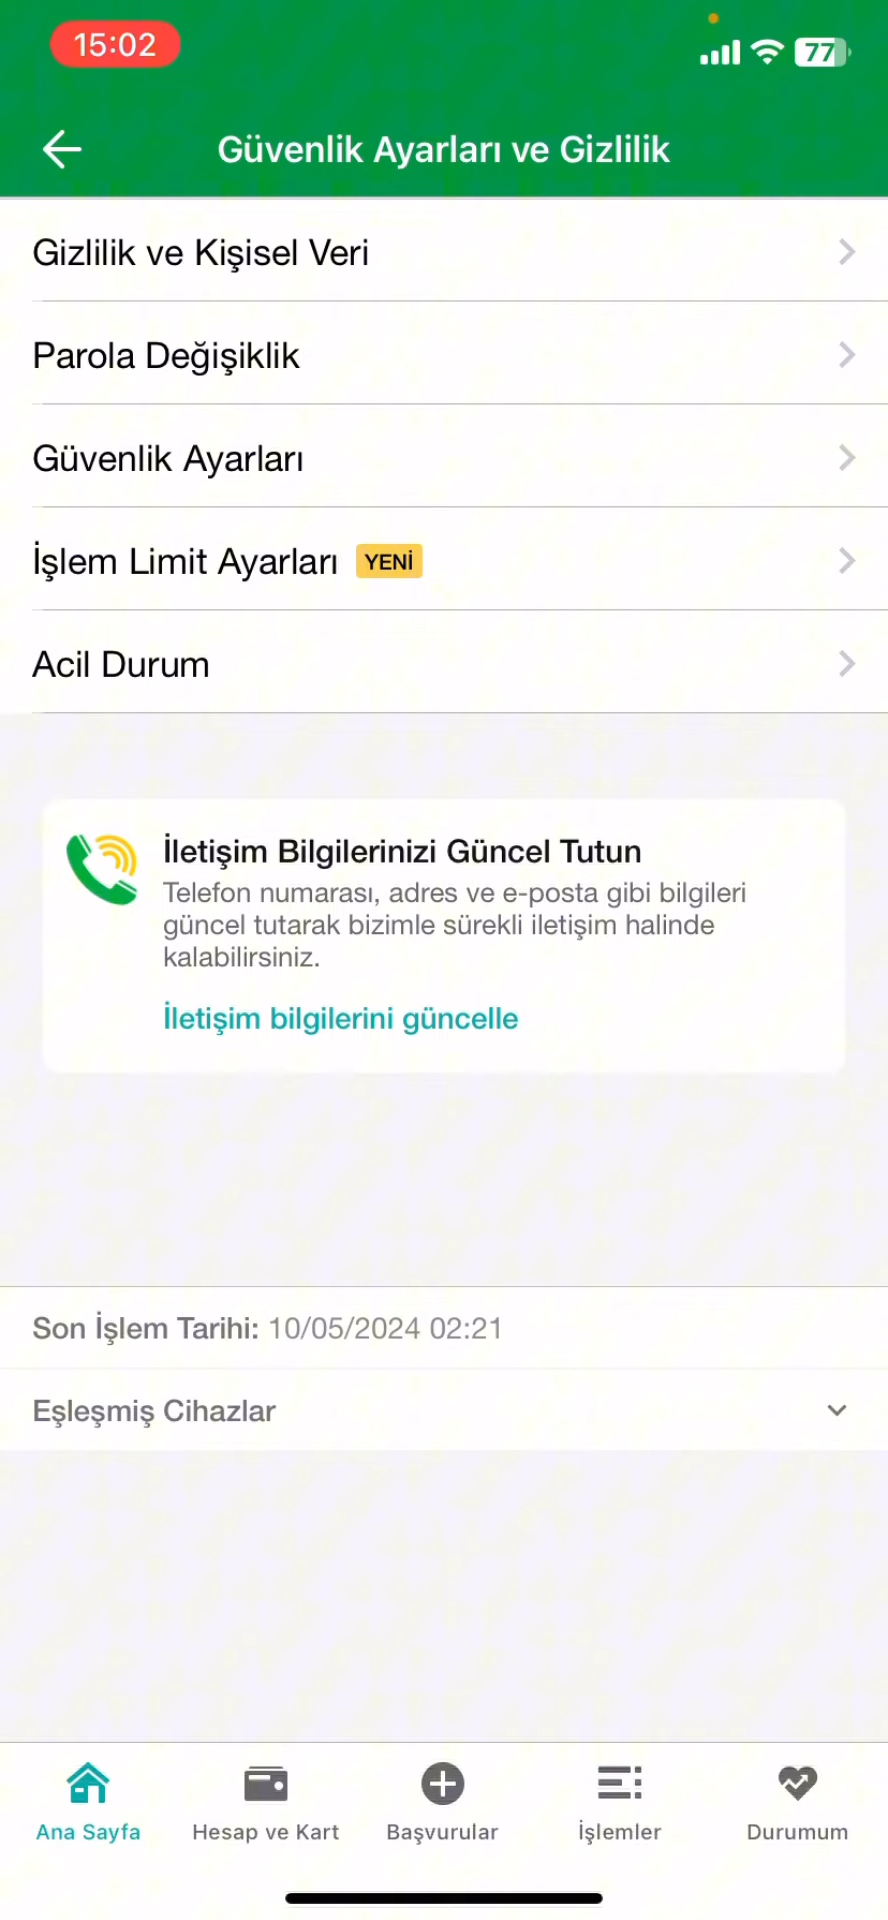 15:02
77
Güvenlik Ayarları ve Gizlilik
Gizlilik ve Kişisel Veri
Parola Değişiklik
Güvenlik Ayarları
İşlem Limit Ayarları YENİ
Acil Durum
İletişim Bilgilerinizi Güncel Tutun
Telefon numarası, adres ve e-posta gibi bilgileri
güncel tutarak bizimle sürekli iletişim halinde
kalabilirsiniz.
İletişim bilgilerini güncelle
Son İşlem Tarihi: 10/05/2024 02:21
Eşleşmiş Cihazlar
Ana Sayfa Hesap ve Kart Başvurular İşlemler Durumum